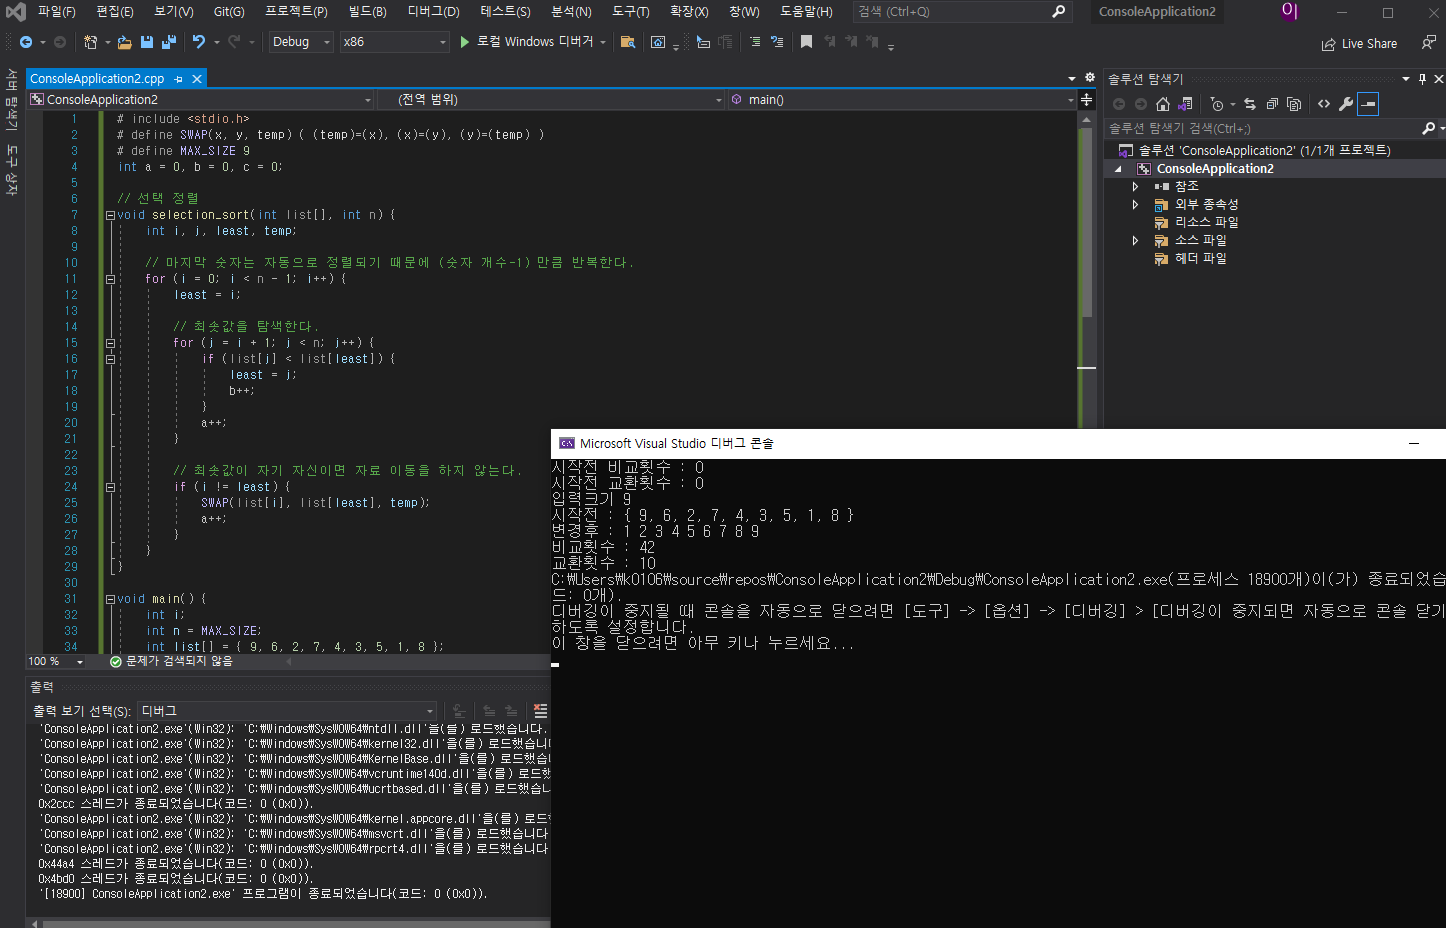 파일(F) 편집(E) 보기(V) Git(G) 프로젝트(P) 빌드(B) 디버그(D) 테스트(S) 분석(N) 도구(T) 확장(X) 창(W) 도움말(H) 검색 (Ctrl+Q) ConsoleApplication2
Debug x86 로컬 Windows 디버거 Live Share
서버 탐색기 도구 상자
ConsoleApplication2.cpp
ConsoleApplication2 (전역 범위) main()
1 # include <stdio.h>
2 # define SWAP(x, y, temp) ( (temp)=(x), (x)=(y), (y)=(temp) )
3 # define MAX_SIZE 9
4 int a = 0, b = 0, c = 0;
5
6 // 선택 정렬
7 void selection_sort(int list[], int n) {
8 int i, j, least, temp;
9
10 // 마지막 숫자는 자동으로 정렬되기 때문에 (숫자 개수-1) 만큼 반복한다.
11 for (i = 0; i < n - 1; i++) {
12 least = i;
13
14 // 최솟값을 탐색한다.
15 for (j = i + 1; j < n; j++) {
16 if (list[j] < list[least]) {
17 least = j;
18 b++;
19 }
20 a++;
21 }
22
23 // 최솟값이 자기 자신이면 자료 이동을 하지 않는다.
24 if (i != least) {
25 SWAP(list[i], list[least], temp);
26 a++;
27 }
28 }
29 }
30
31 void main() {
32 int i;
33 int n = MAX_SIZE;
34 int list[] = { 9, 6, 2, 7, 4, 3, 5, 1, 8 };
100 % 문제가 검색되지 않음
출력
출력 보기 선택(S): 디버그
'ConsoleApplication2.exe'(Win32): 'C:₩Windows₩SysWOW64₩ntdll.dll'을(를) 로드했습니다.
'ConsoleApplication2.exe'(Win32): 'C:₩Windows₩SysWOW64₩kernel32.dll'을(를) 로드했습니다
'ConsoleApplication2.exe'(Win32): 'C:₩Windows₩SysWOW64₩KernelBase.dll'을(를) 로드했습
'ConsoleApplication2.exe'(Win32): 'C:₩Windows₩SysWOW64₩vcruntime140d.dll'을(를) 로드했
'ConsoleApplication2.exe'(Win32): 'C:₩Windows₩SysWOW64₩ucrtbased.dll'을(를) 로드했습
0x2ccc 스레드가 종료되었습니다(코드: 0 (0x0)).
'ConsoleApplication2.exe'(Win32): 'C:₩Windows₩SysWOW64₩kernel.appcore.dll'을(를) 로드
'ConsoleApplication2.exe'(Win32): 'C:₩Windows₩SysWOW64₩msvcrt.dll'을(를) 로드했습니다
'ConsoleApplication2.exe'(Win32): 'C:₩Windows₩SysWOW64₩rpcrt4.dll'을(를) 로드했습니다
0x44a4 스레드가 종료되었습니다(코드: 0 (0x0)).
0x4bd0 스레드가 종료되었습니다(코드: 0 (0x0)).
'[18900] ConsoleApplication2.exe' 프로그램이 종료되었습니다(코드: 0 (0x0)).
Microsoft Visual Studio 디버그 콘솔
시작전 비교횟수 : 0
시작전 교환횟수 : 0
입력크기 9
시작전 : { 9, 6, 2, 7, 4, 3, 5, 1, 8 }
변경후 : 1 2 3 4 5 6 7 8 9
비교횟수 : 42
교환횟수 : 10
C:₩Users₩k0106₩source₩repos₩ConsoleApplication2₩Debug₩ConsoleApplication2.exe(프로세스 18900개)이(가) 종료되었습
드: 0개).
디버깅이 중지될 때 콘솔을 자동으로 닫으려면 [도구] -> [옵션] -> [디버깅] > [디버깅이 중지되면 자동으로 콘솔 닫기
하도록 설정합니다.
이 창을 닫으려면 아무 키나 누르세요...
솔루션 탐색기
솔루션 탐색기 검색(Ctrl+;)
솔루션 'ConsoleApplication2' (1/1개 프로젝트)
ConsoleApplication2
참조
외부 종속성
리소스 파일
소스 파일
헤더 파일